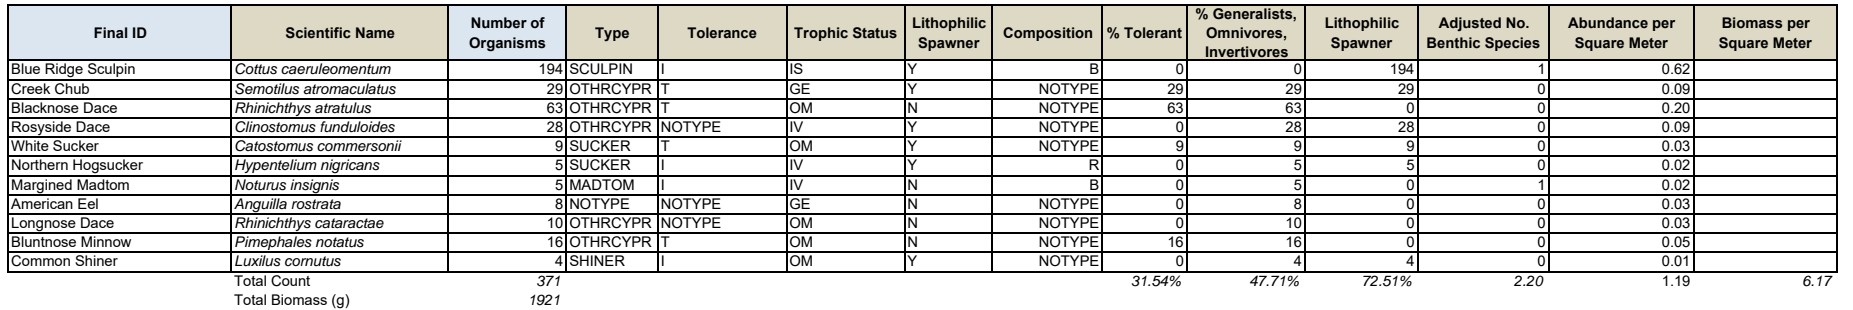 Final ID Scientific Name Number of Organisms Type Tolerance Trophic Status Lithophilic Spawner Composition % Tolerant % Generalists, Omnivores, Invertivores Lithophilic Spawner Adjusted No. Benthic Species Abundance per Square Meter Biomass per Square Meter
Blue Ridge Sculpin Cottus caeruleomentum 194 SCULPIN I IS Y B 0 0 194 1 0.62
Creek Chub Semotilus atromaculatus 29 OTHRCYPR T GE Y NOTYPE 29 29 29 0 0.09
Blacknose Dace Rhinichthys atratulus 63 OTHRCYPR T OM N NOTYPE 63 63 0 0 0.20
Rosyside Dace Clinostomus funduloides 28 OTHRCYPR NOTYPE IV Y NOTYPE 0 28 28 0 0.09
White Sucker Catostomus commersonii 9 SUCKER T OM Y NOTYPE 9 9 9 0 0.03
Northern Hogsucker Hypentelium nigricans 5 SUCKER I IV Y R 0 5 5 0 0.02
Margined Madtom Noturus insignis 5 MADTOM I IV N B 0 5 0 1 0.02
American Eel Anguilla rostrata 8 NOTYPE NOTYPE GE N NOTYPE 0 8 0 0 0.03
Longnose Dace Rhinichthys cataractae 10 OTHRCYPR NOTYPE OM N NOTYPE 0 10 0 0 0.03
Bluntnose Minnow Pimephales notatus 16 OTHRCYPR T OM N NOTYPE 16 16 0 0 0.05
Common Shiner Luxilus cornutus 4 SHINER I OM Y NOTYPE 0 4 4 0 0.01
Total Count 371 31.54% 47.71% 72.51% 2.20 1.19 6.17
Total Biomass (g) 1921